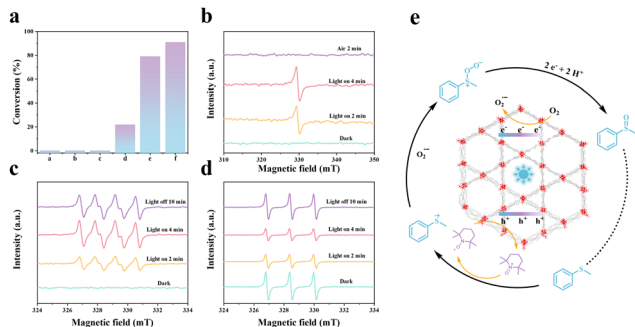 a
Conversion (%)
100
80
60
40
20
0
a b c d e f
b
Intensity (a.u.)
Air 2 min
Light on 4 min
Light on 2 min
Dark
310 320 330 340 350
Magnetic field (mT)
c
Intensity (a.u.)
Light off 10 min
Light on 4 min
Light on 2 min
Dark
324 326 328 330 332 334
Magnetic field (mT)
d
Intensity (a.u.)
Light off 10 min
Light on 4 min
Light on 2 min
Dark
324 326 328 330 332 334
Magnetic field (mT)
e
2 e⁻ + 2 H⁺
O₂•⁻
O₂
e⁻ e⁻ e⁻
O₂•⁻
h⁺ h⁺ h⁺